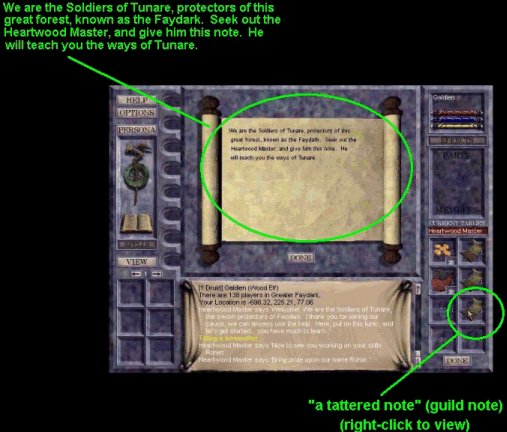 We are the Soldiers of Tunare, protectors of this
great forest, known as the Faydark. Seek out the
Heartwood Master, and give him this note. He
will teach you the ways of Tunare.
HELP
OPTIONS
PERSONA
VIEW
We are the Soldiers of Tunare, protectors of this
great forest, known as the Faydark. Seek out the
Heartwood Master, and give him this note. He
will teach you the ways of Tunare.
DONE
Galdien
EFFECTS
PARTY
MEMBERS
CURRENT TARGET
Heartwood Master
[1 Druid] Galdien (Wood Elf)
There are 138 players in Greater Faydark.
Your Location is -698.32, 225.21, 77.06
Heartwood Master says 'Welcome! We are the Soldiers of Tunare,
the sworn protectors of Faydark. I thank you for joining our
cause, we can always use the help. Here, put on this tunic, and
let's get started.. you have much to learn..'
Heartwood Master says 'Nice to see you working on your skills
Heartwood Master says 'Bring pride upon our name
DONE
"a tattered note" (guild note)
(right-click to view)